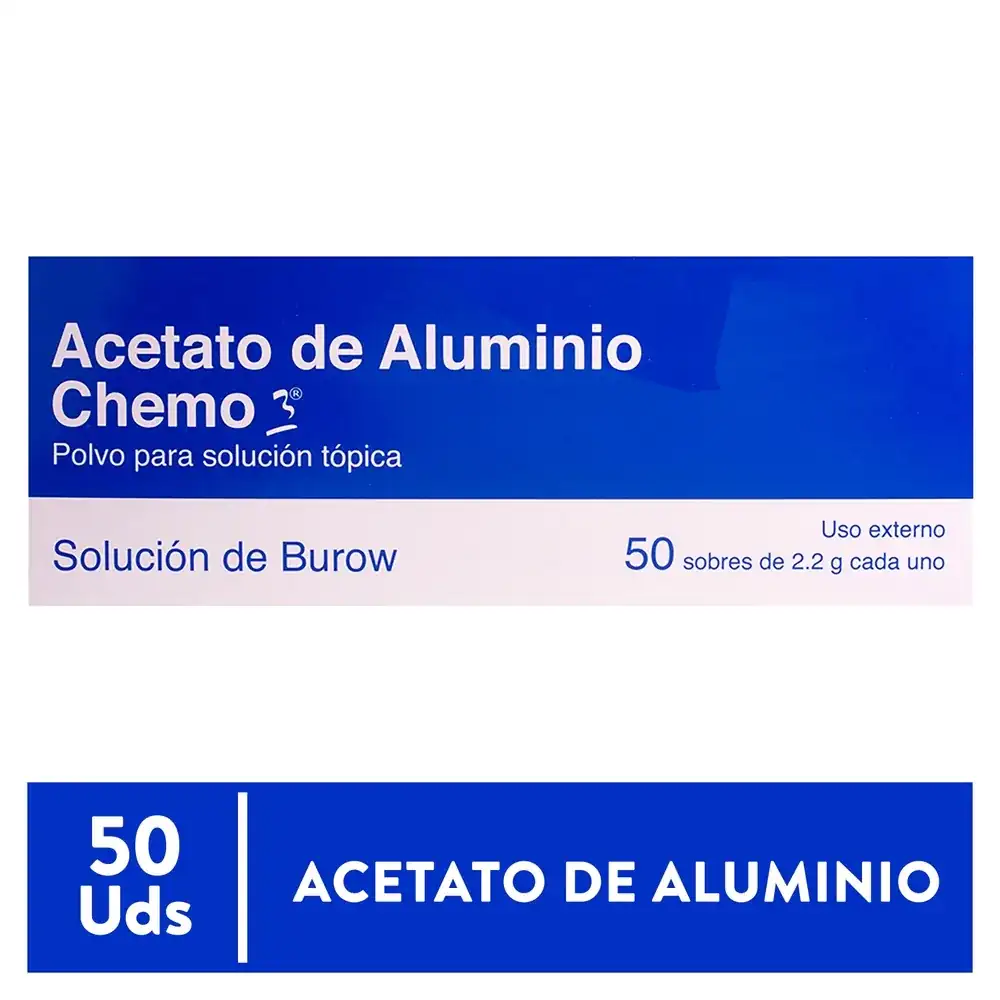 Acetato de Aluminio
Chemo 3®
Polvo para solución tópica
Solución de Burow
Uso externo
50 sobres de 2.2 g cada uno
50
Uds
ACETATO DE ALUMINIO